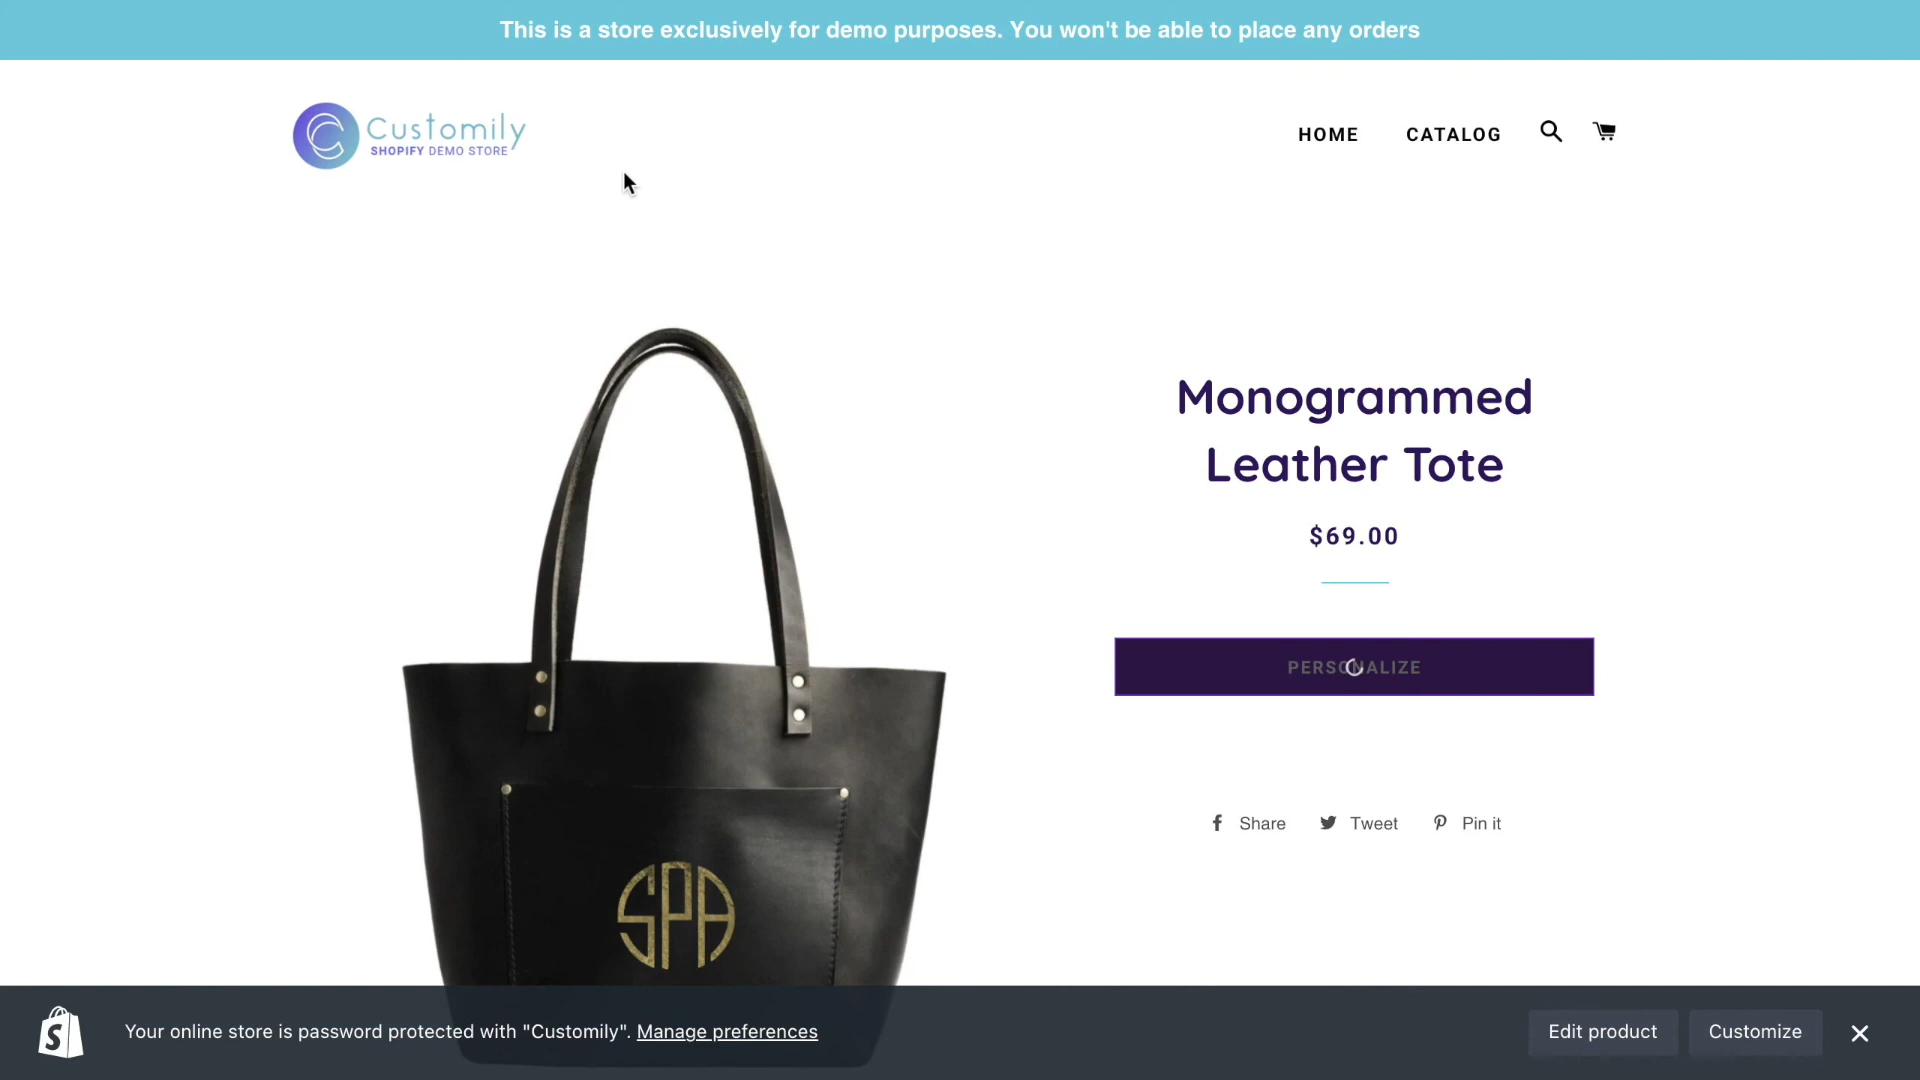 This is a store exclusively for demo purposes. You won't be able to place any orders
Customily
SHOPIFY DEMO STORE
HOME CATALOG
Monogrammed
Leather Tote
$69.00
PERSONALIZE
Share Tweet Pin it
SPA
Your online store is password protected with "Customily". Manage preferences
Edit product Customize